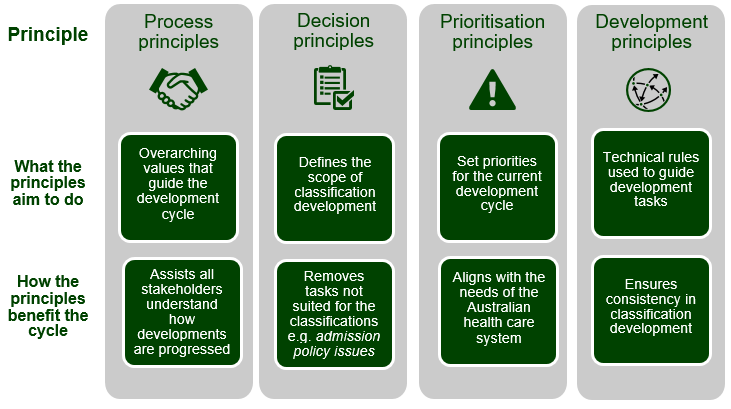 Principle
Process
principles
Decision
principles
Prioritisation
principles
Development
principles
What the
principles
aim to do
Overarching
values that
guide the
development
cycle
Defines the
scope of
classification
development
Set priorities
for the current
development
cycle
Technical rules
used to guide
development
tasks
How the
principles
benefit the
cycle
Assists all
stakeholders
understand
how
developments
are progressed
Removes
tasks not
suited for the
classifications
e.g. admission
policy issues
Aligns with the
needs of the
Australian
health care
system
Ensures
consistency in
classification
development